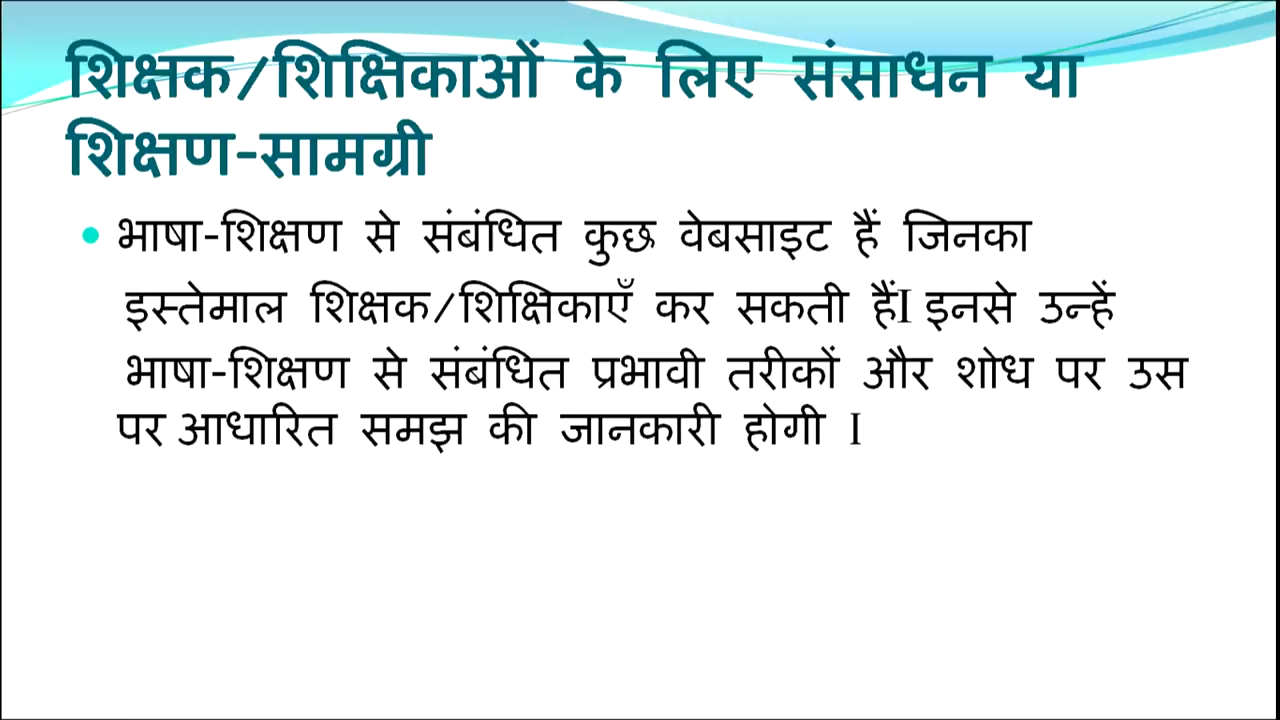 शिक्षक/शिक्षिकाओं के लिए संसाधन या
शिक्षण-सामग्री
भाषा-शिक्षण से संबंधित कुछ वेबसाइट हैं जिनका
इस्तेमाल शिक्षक/शिक्षिकाएँ कर सकती हैंI इनसे उन्हें
भाषा-शिक्षण से संबंधित प्रभावी तरीकों और शोध पर उस
पर आधारित समझ की जानकारी होगी I